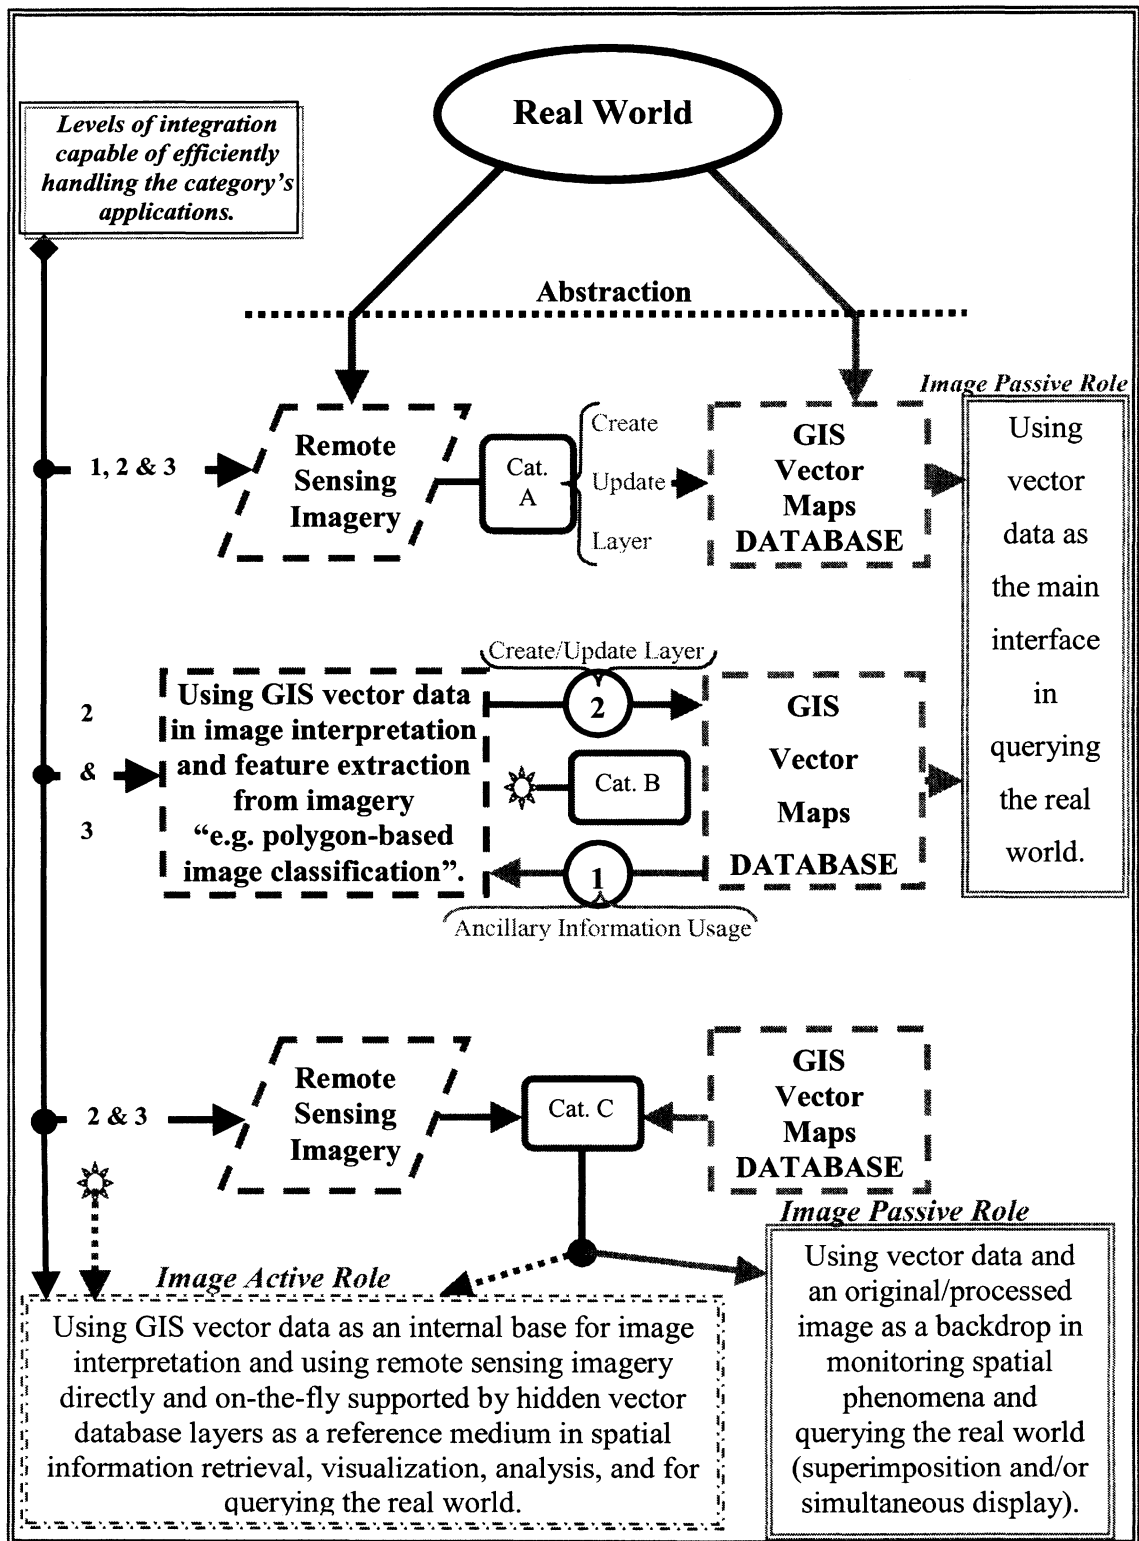 Real World
Levels of integration
capable of efficiently
handling the category's
applications.
Abstraction
1, 2 & 3
Remote
Sensing
Imagery
Cat.
A
Create
Update
Layer
GIS
Vector
Maps
DATABASE
Image Passive Role
Using
vector
data as
the main
interface
in
querying
the real
world.
2
&
3
Using GIS vector data
in image interpretation
and feature extraction
from imagery
“e.g. polygon-based
image classification”.
Create/Update Layer
2
Cat. B
1
Ancillary Information Usage
GIS
Vector
Maps
DATABASE
2 & 3
Remote
Sensing
Imagery
Cat. C
GIS
Vector
Maps
DATABASE
Image Active Role
Using GIS vector data as an internal base for image
interpretation and using remote sensing imagery
directly and on-the-fly supported by hidden vector
database layers as a reference medium in spatial
information retrieval, visualization, analysis, and for
querying the real world.
Image Passive Role
Using vector data and
an original/processed
image as a backdrop in
monitoring spatial
phenomena and
querying the real world
(superimposition and/or
simultaneous display).